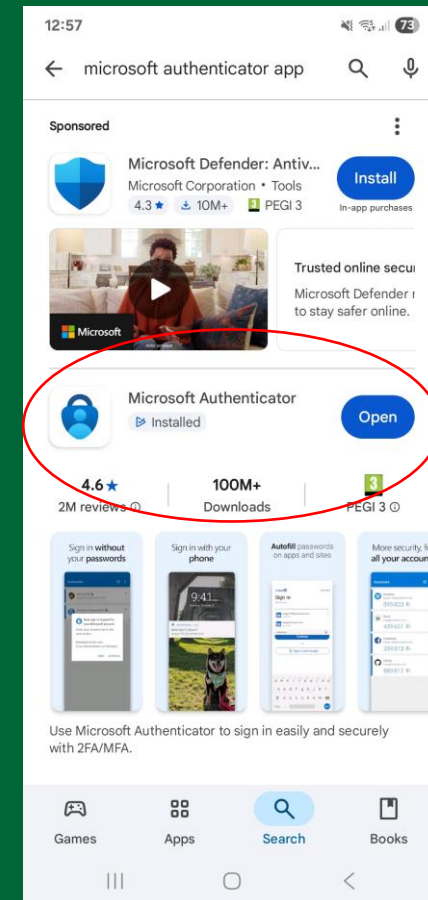 12:57
73
microsoft authenticator app
Sponsored
Microsoft Defender: Antiv...
Microsoft Corporation • Tools
4.3★ 10M+ 3 PEGI 3
Install
In-app purchases
Trusted online secu
Microsoft Defender
to stay safer online.
Microsoft
Microsoft Authenticator
Installed
Open
4.6★
2M reviews
100M+
Downloads
3
PEGI 3
Sign in without
your passwords
Sign in with your
phone
9:41
Autofill passwords
on apps and sites
Sign in
More security, f
all your accoun
Use Microsoft Authenticator to sign in easily and securely
with 2FA/MFA.
Games
Apps
Search
Books